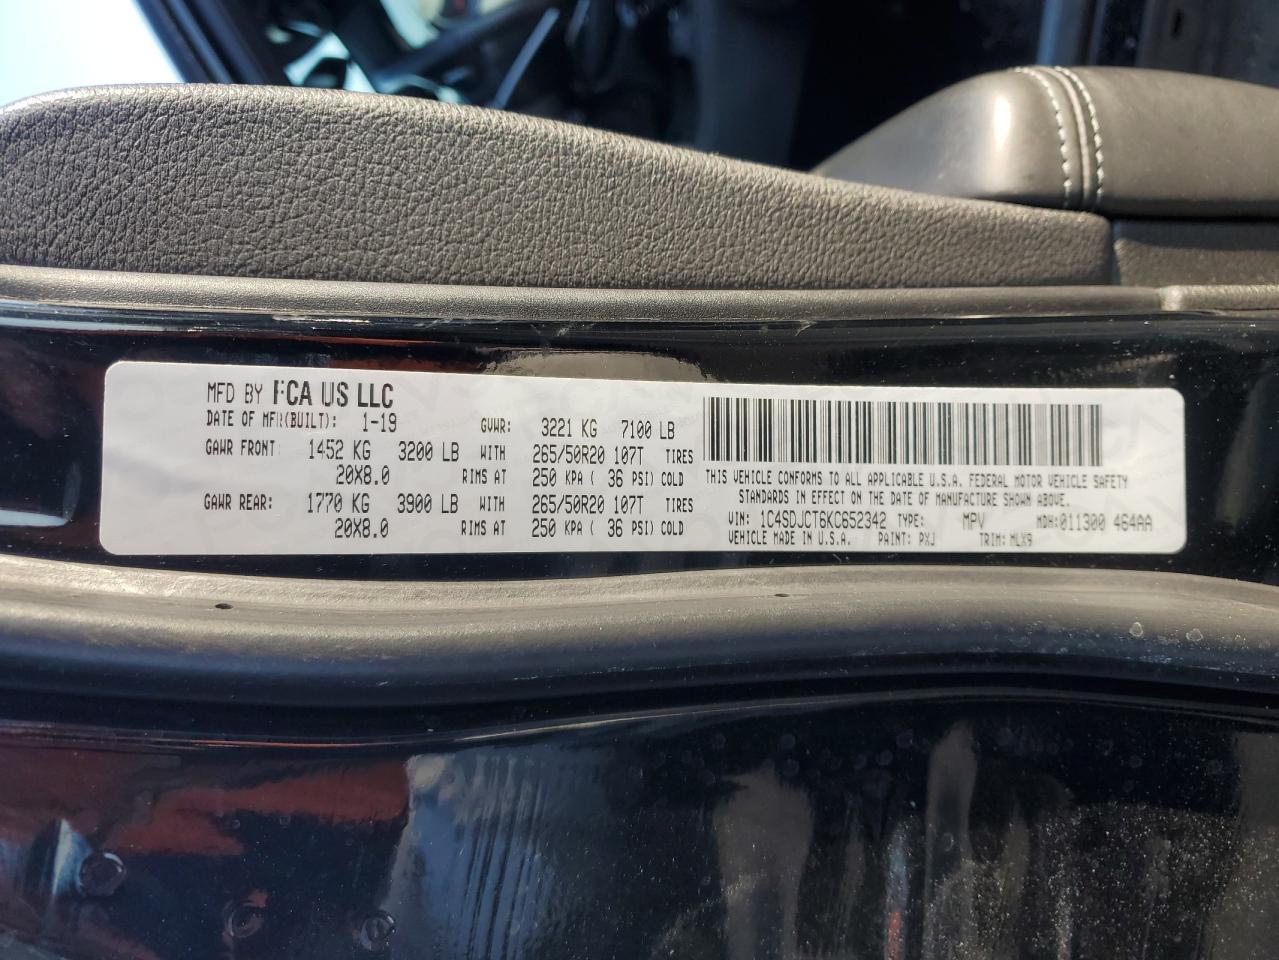 MFD BY FCA US LLC
DATE OF MFR(BUILT): 1-19 GVWR: 3221 KG 7100 LB
GAWR FRONT: 1452 KG 3200 LB WITH 265/50R20 107T TIRES
20X8.0 RIMS AT 250 KPA ( 36 PSI) COLD
GAWR REAR: 1770 KG 3900 LB WITH 265/50R20 107T TIRES
20X8.0 RIMS AT 250 KPA ( 36 PSI) COLD
THIS VEHICLE CONFORMS TO ALL APPLICABLE U.S.A. FEDERAL MOTOR VEHICLE SAFETY
STANDARDS IN EFFECT ON THE DATE OF MANUFACTURE SHOWN ABOVE.
VIN: 1C4SDJCT6KC652342 TYPE: MPV MDH:011300 464AA
VEHICLE MADE IN U.S.A. PAINT: PXJ TRIM: MLX9